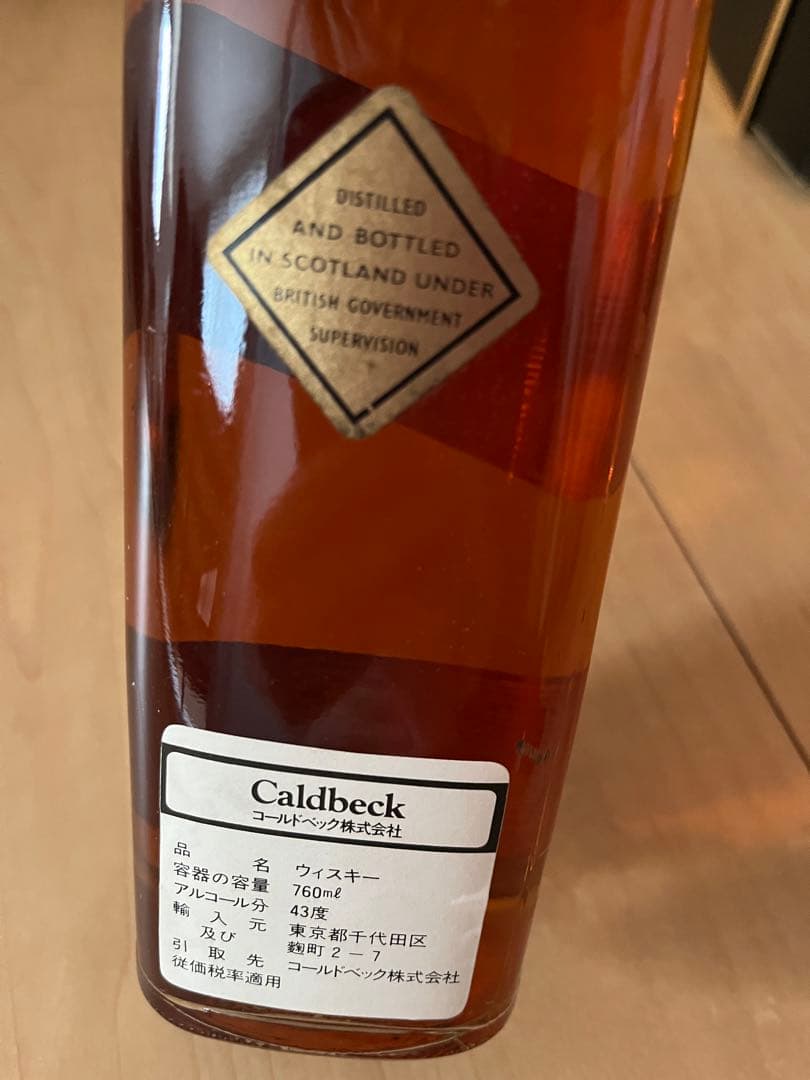 DISTILLED
AND BOTTLED
IN SCOTLAND UNDER
BRITISH GOVERNMENT
SUPERVISION
Caldbeck
コールドベック株式会社
品名 ウィスキー
容器の容量 760mℓ
アルコール分 43度
輸入元 東京都千代田区
及び 麴町2-7
引取先 コールドベック株式会社
従価税率適用